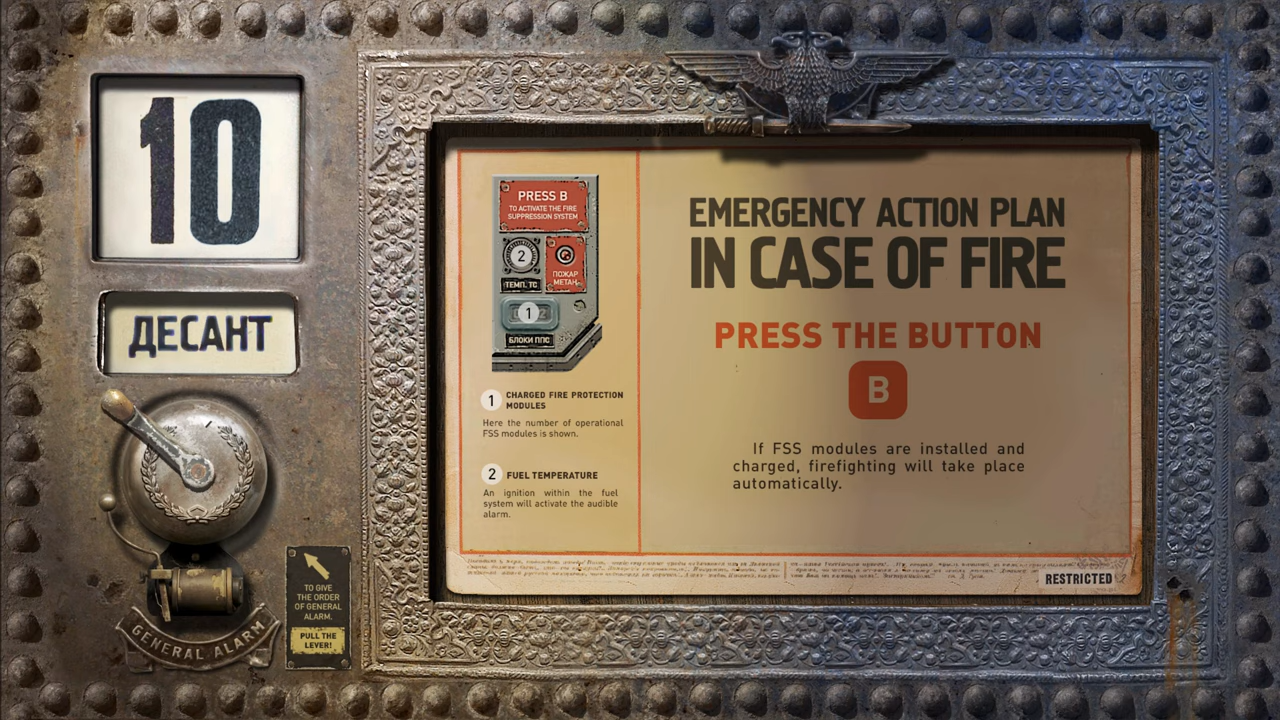 10
ДЕСАНТ
GENERAL ALARM
TO GIVE
THE ORDER
OF GENERAL
ALARM.
PULL THE
LEVER!
PRESS B
TO ACTIVATE THE FIRE
SUPPRESSION SYSTEM
2
ТЕМП. ТС
ПОЖАР
МЕТАН
1
БЛОКИ ППС
1 CHARGED FIRE PROTECTION
MODULES
Here the number of operational
FSS modules is shown.
2 FUEL TEMPERATURE
An ignition within the fuel
system will activate the audible
alarm.
EMERGENCY ACTION PLAN
IN CASE OF FIRE
PRESS THE BUTTON
B
If FSS modules are installed and
charged, firefighting will take place
automatically.
RESTRICTED